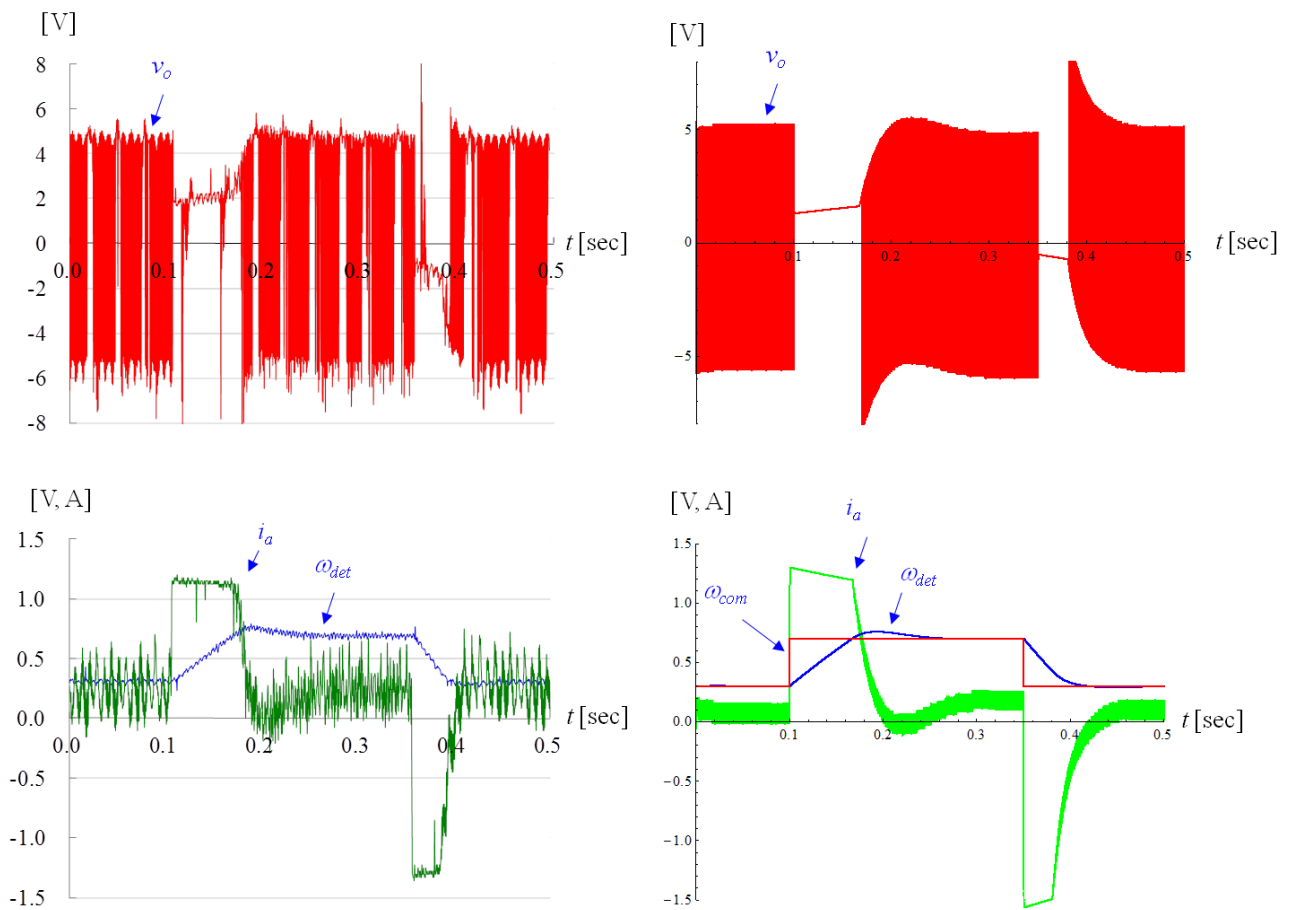 [V]
v_o
8
6
4
2
0
-2
-4
-6
-8
0.0 0.1 0.2 0.3 0.4 0.5
t [sec]
[V]
v_o
5
0
−5
0.1 0.2 0.3 0.4 0.5
t [sec]
[V, A]
i_a
ω_det
1.5
1.0
0.5
0.0
-0.5
-1.0
-1.5
0.0 0.1 0.2 0.3 0.4 0.5
t [sec]
[V, A]
i_a
ω_com
ω_det
1.5
1.0
0.5
0.0
−0.5
−1.0
−1.5
0.1 0.2 0.3 0.4 0.5
t [sec]